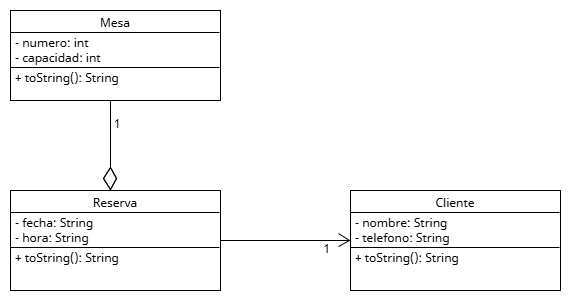 Mesa
- numero: int
- capacidad: int
+ toString(): String
1
Reserva
- fecha: String
- hora: String
+ toString(): String
1
Cliente
- nombre: String
- telefono: String
+ toString(): String